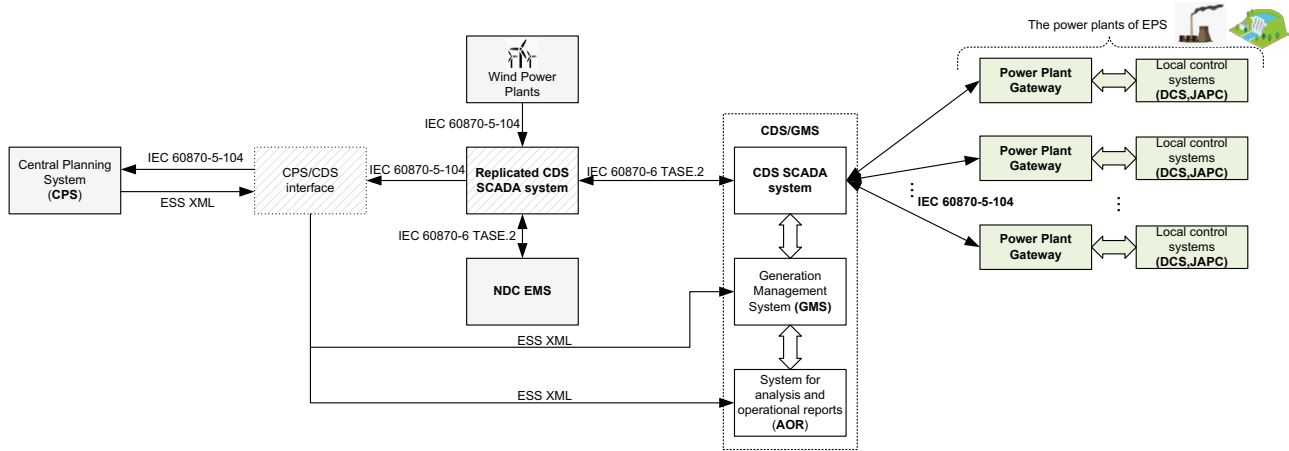 The power plants of EPS
Wind Power
Plants
Power Plant
Gateway
Local control
systems
(DCS,JAPC)
IEC 60870-5-104
CDS/GMS
Central Planning
System
(CPS)
IEC 60870-5-104
ESS XML
CPS/CDS
interface
IEC 60870-5-104
Replicated CDS
SCADA system
IEC 60870-6 TASE.2
CDS SCADA
system
Power Plant
Gateway
Local control
systems
(DCS,JAPC)
IEC 60870-5-104
IEC 60870-6 TASE.2
Power Plant
Gateway
Local control
systems
(DCS,JAPC)
NDC EMS
Generation
Management
System (GMS)
ESS XML
ESS XML
System for
analysis and
operational reports
(AOR)